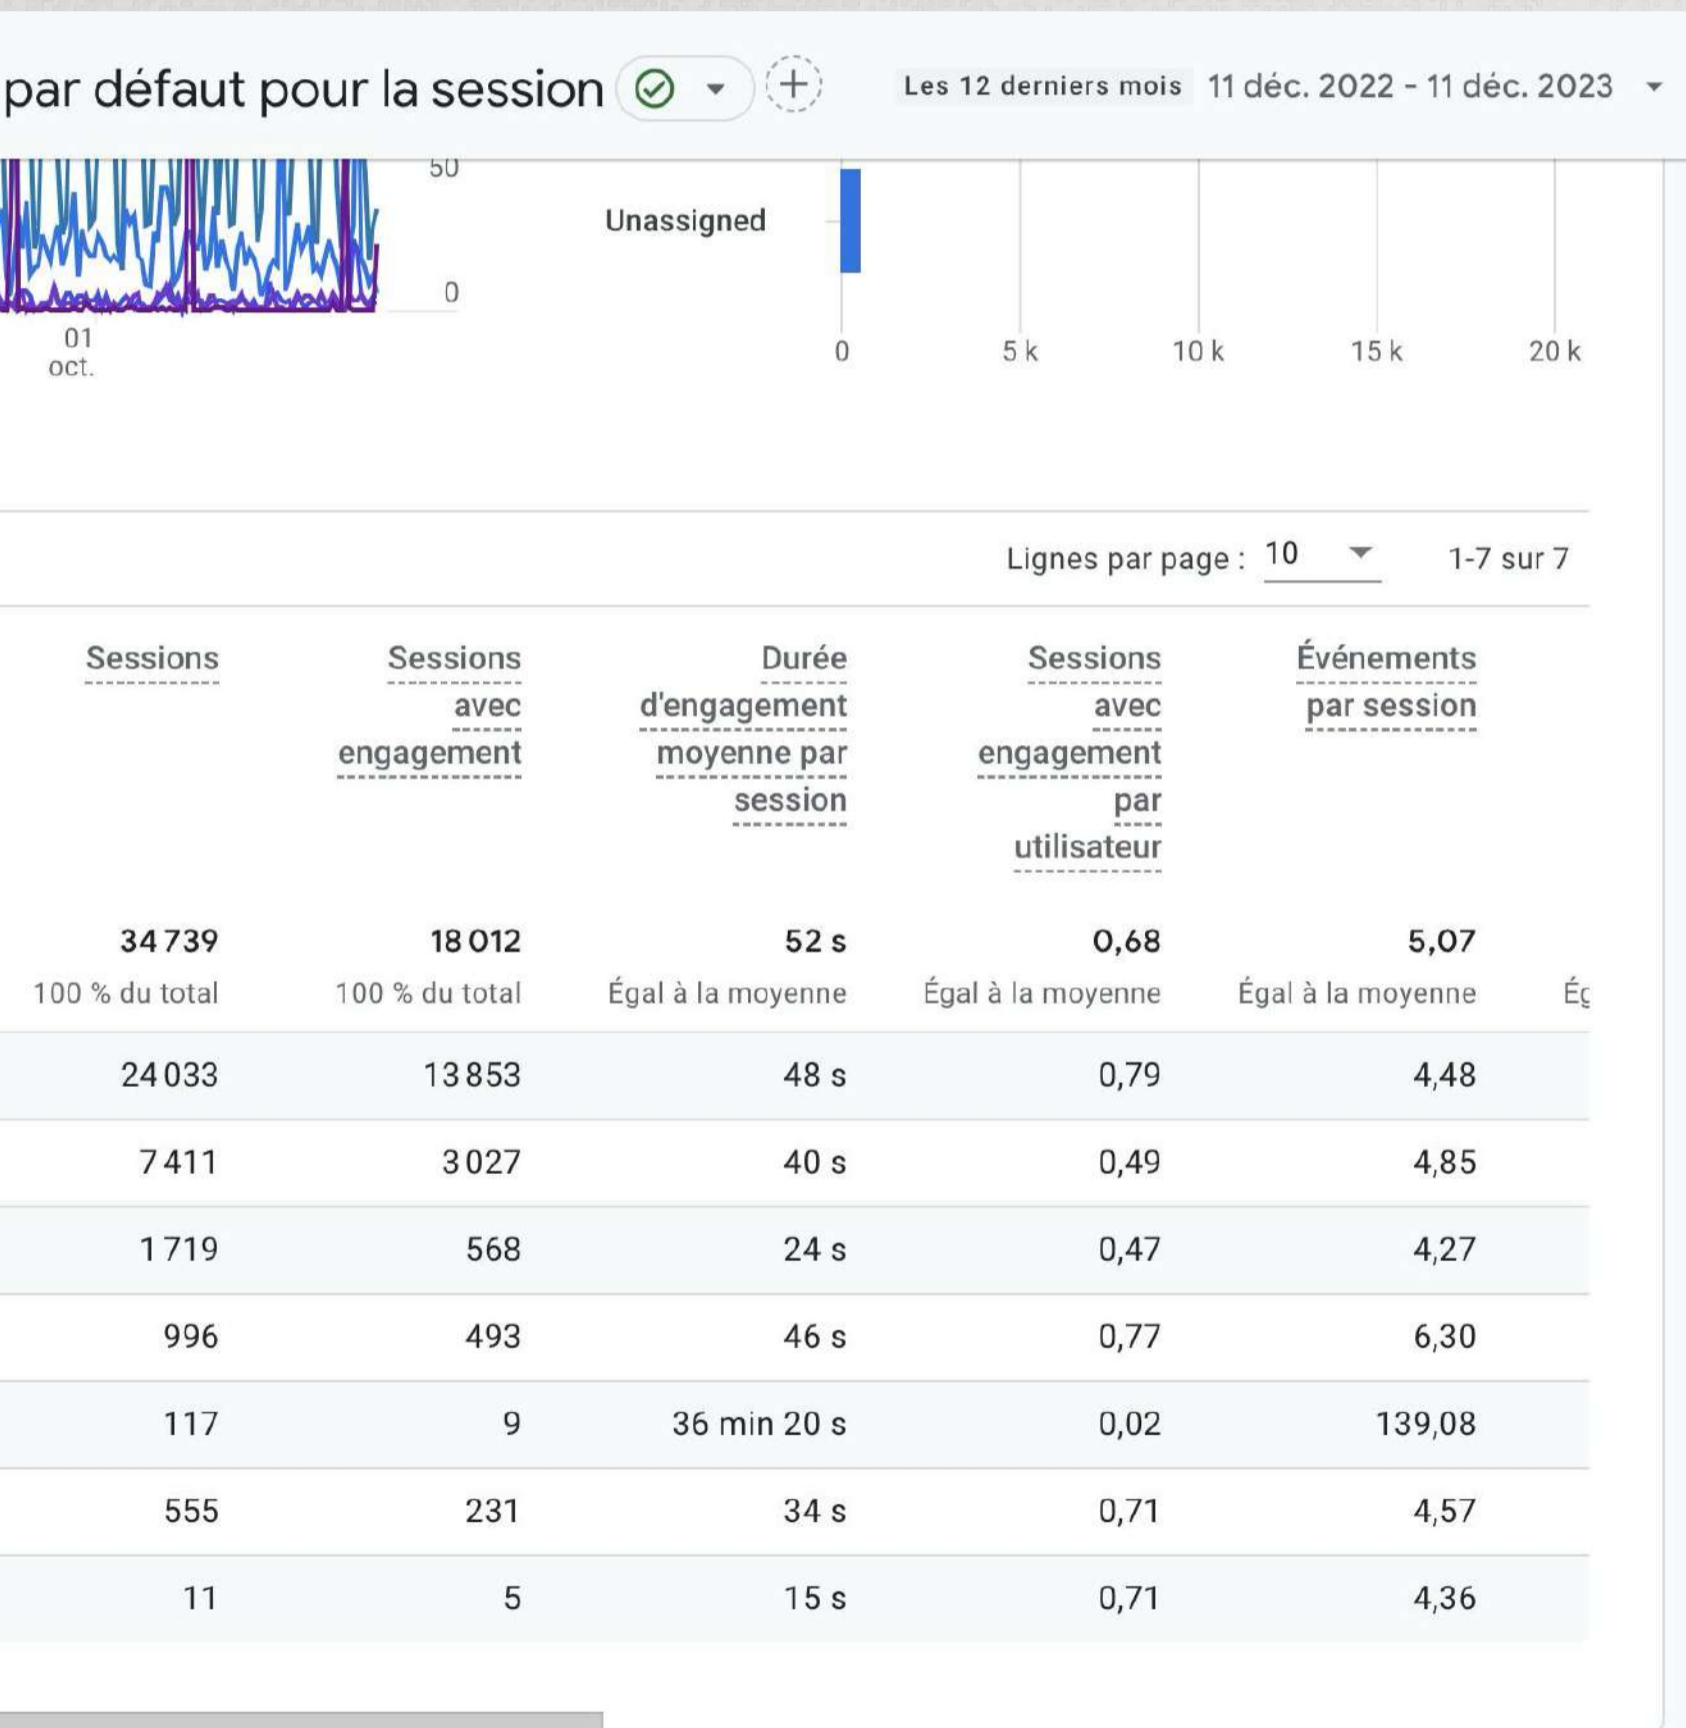 par défaut pour la session
Les 12 derniers mois 11 déc. 2022 - 11 déc. 2023
50
0
01
oct.
Unassigned
0 5 k 10 k 15 k 20 k
Lignes par page : 10 1-7 sur 7
Sessions
Sessions
avec
engagement
Durée
d'engagement
moyenne par
session
Sessions
avec
engagement
par
utilisateur
Événements
par session
34 739 18 012 52 s 0,68 5,07
100 % du total 100 % du total Égal à la moyenne Égal à la moyenne Égal à la moyenne
24 033 13 853 48 s 0,79 4,48
7 411 3 027 40 s 0,49 4,85
1 719 568 24 s 0,47 4,27
996 493 46 s 0,77 6,30
117 9 36 min 20 s 0,02 139,08
555 231 34 s 0,71 4,57
11 5 15 s 0,71 4,36